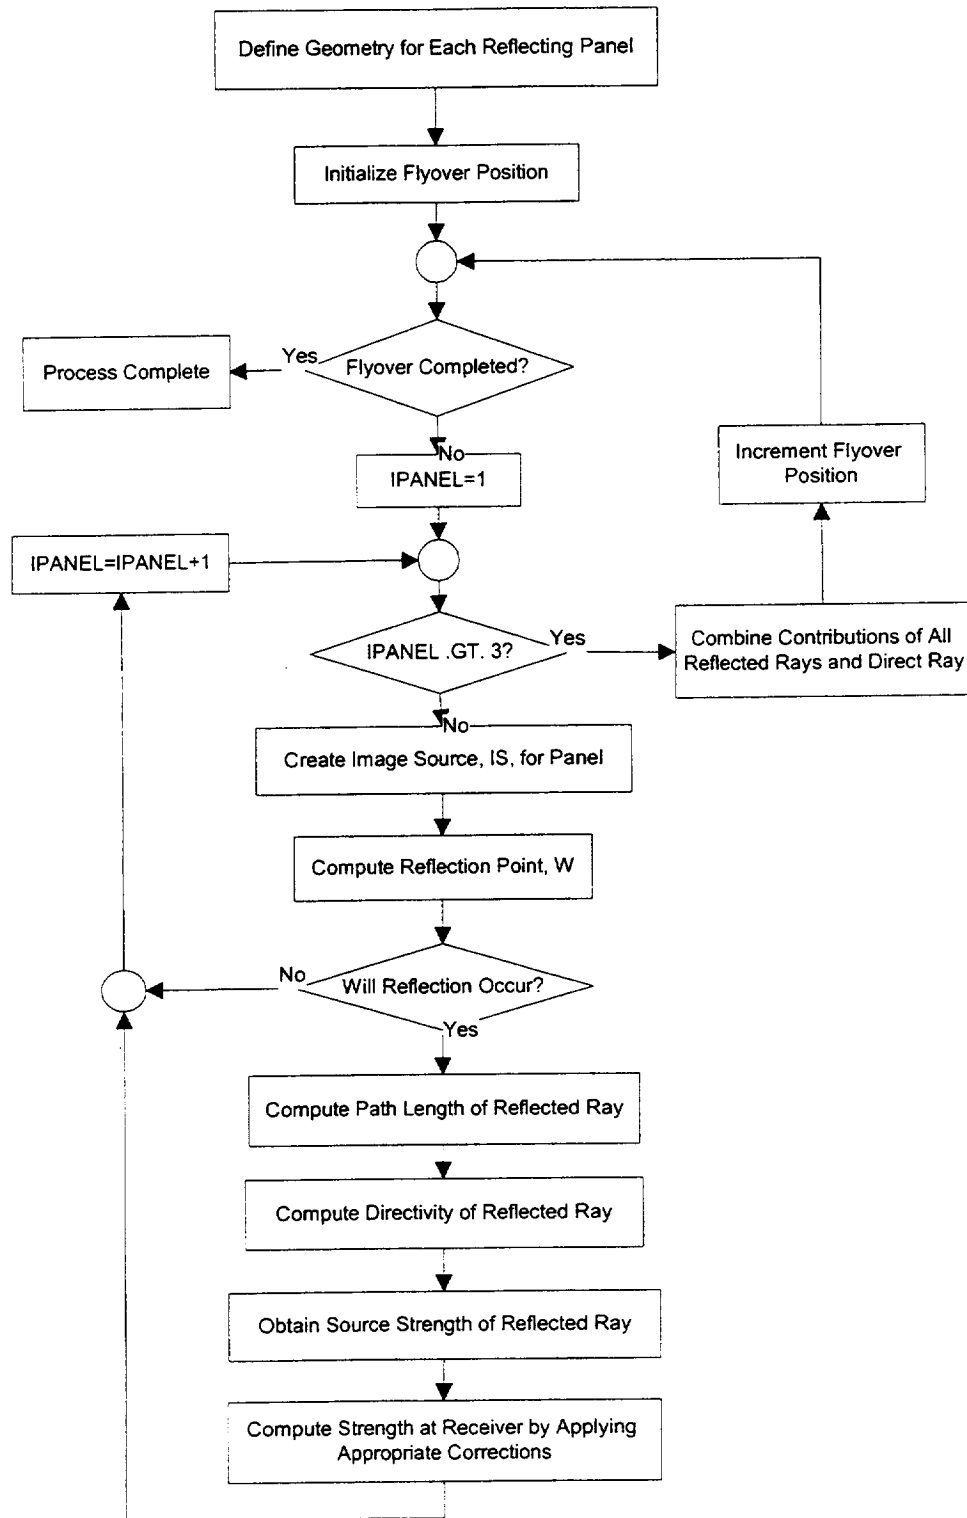 Define Geometry for Each Reflecting Panel
Initialize Flyover Position
Yes
Flyover Completed?
Process Complete
No
IPANEL=1
Increment Flyover
Position
IPANEL=IPANEL+1
IPANEL .GT. 3?
Yes
Combine Contributions of All
Reflected Rays and Direct Ray
No
Create Image Source, IS, for Panel
Compute Reflection Point, W
No
Will Reflection Occur?
Yes
Compute Path Length of Reflected Ray
Compute Directivity of Reflected Ray
Obtain Source Strength of Reflected Ray
Compute Strength at Receiver by Applying
Appropriate Corrections